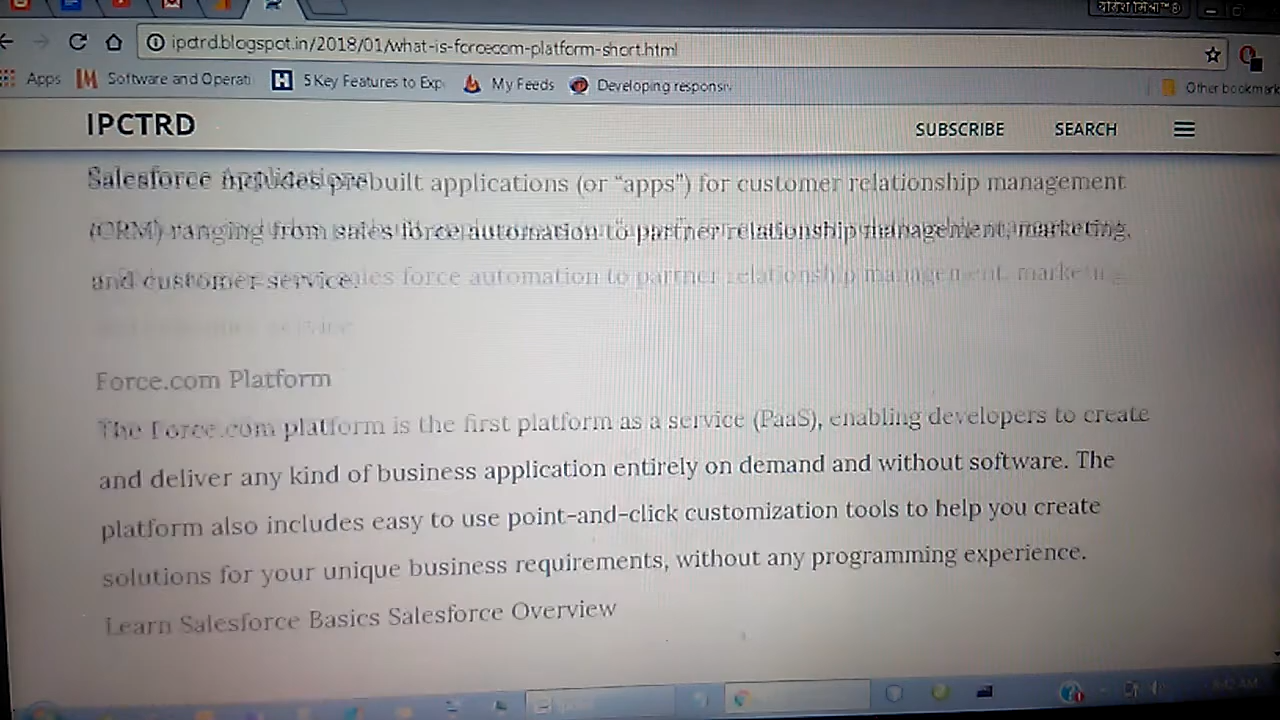 योगेश मिश्रा
ipctrd.blogspot.in/2018/01/what-is-forcecom-platform-short.html
Apps Software and Operati 5 Key Features to Exp My Feeds Developing responsiv Other bookmark
IPCTRD SUBSCRIBE SEARCH
Salesforce includes prebuilt applications (or “apps”) for customer relationship management
(CRM) ranging from sales force automation to partner relationship management, marketing,
and customer service.
Force.com Platform
The Force.com platform is the first platform as a service (PaaS), enabling developers to create
and deliver any kind of business application entirely on demand and without software. The
platform also includes easy to use point-and-click customization tools to help you create
solutions for your unique business requirements, without any programming experience.
Learn Salesforce Basics Salesforce Overview